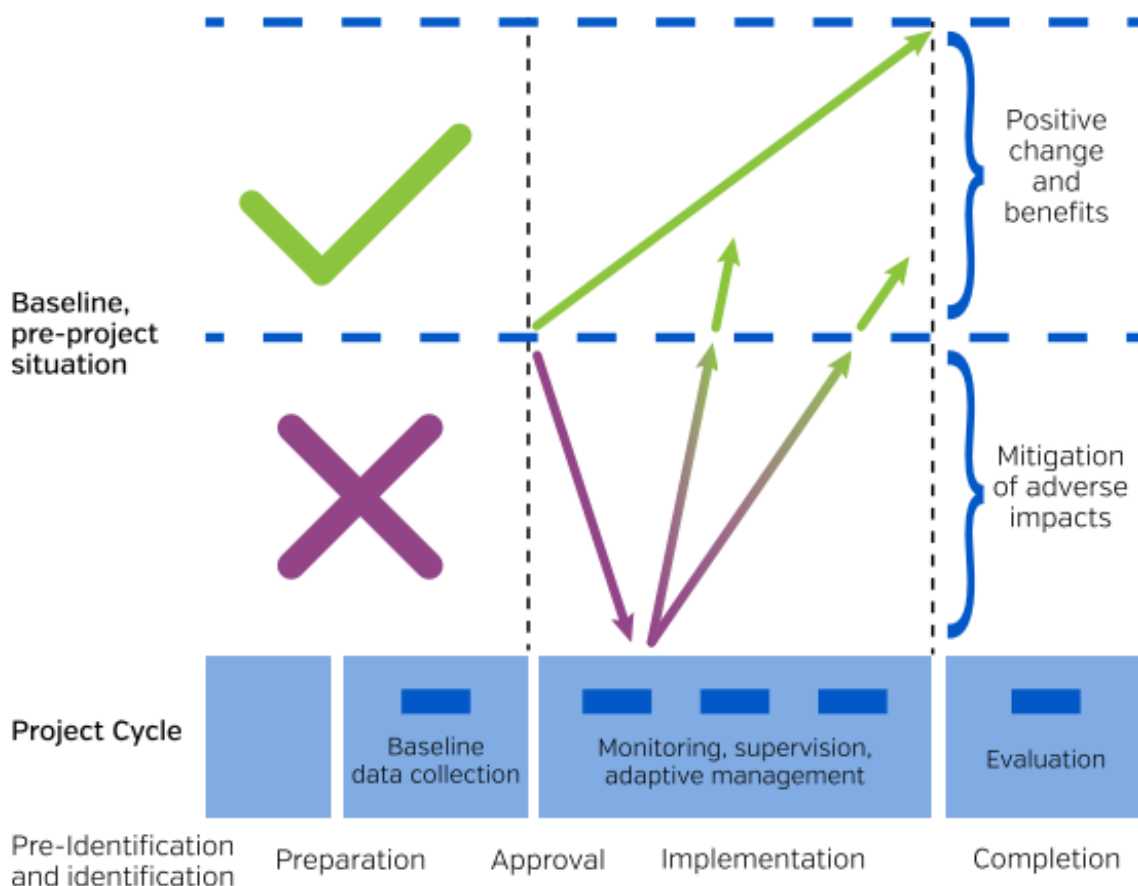 Positive
change
and
benefits
Baseline,
pre-project
situation
Mitigation
of adverse
impacts
Project Cycle
Baseline
data collection
Monitoring, supervision,
adaptive management
Evaluation
Pre-Identification
and identification
Preparation
Approval
Implementation
Completion